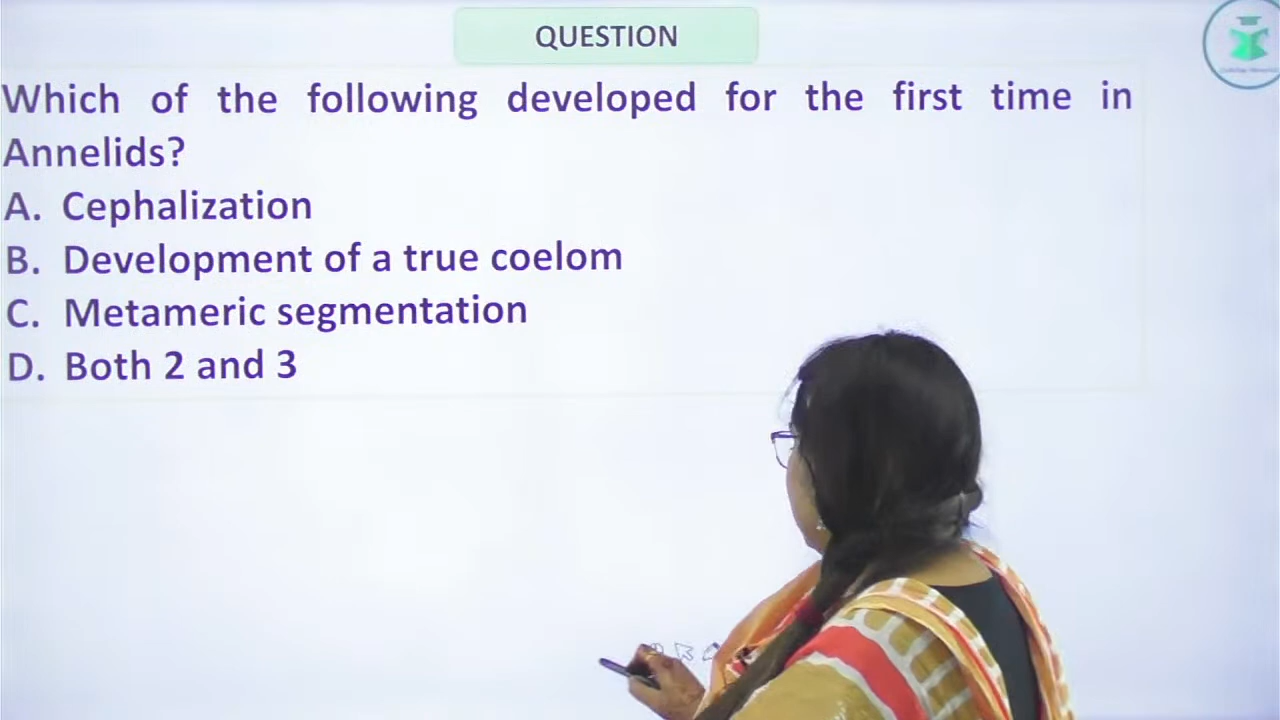 QUESTION
Which of the following developed for the first time in
Annelids?
A. Cephalization
B. Development of a true coelom
C. Metameric segmentation
D. Both 2 and 3